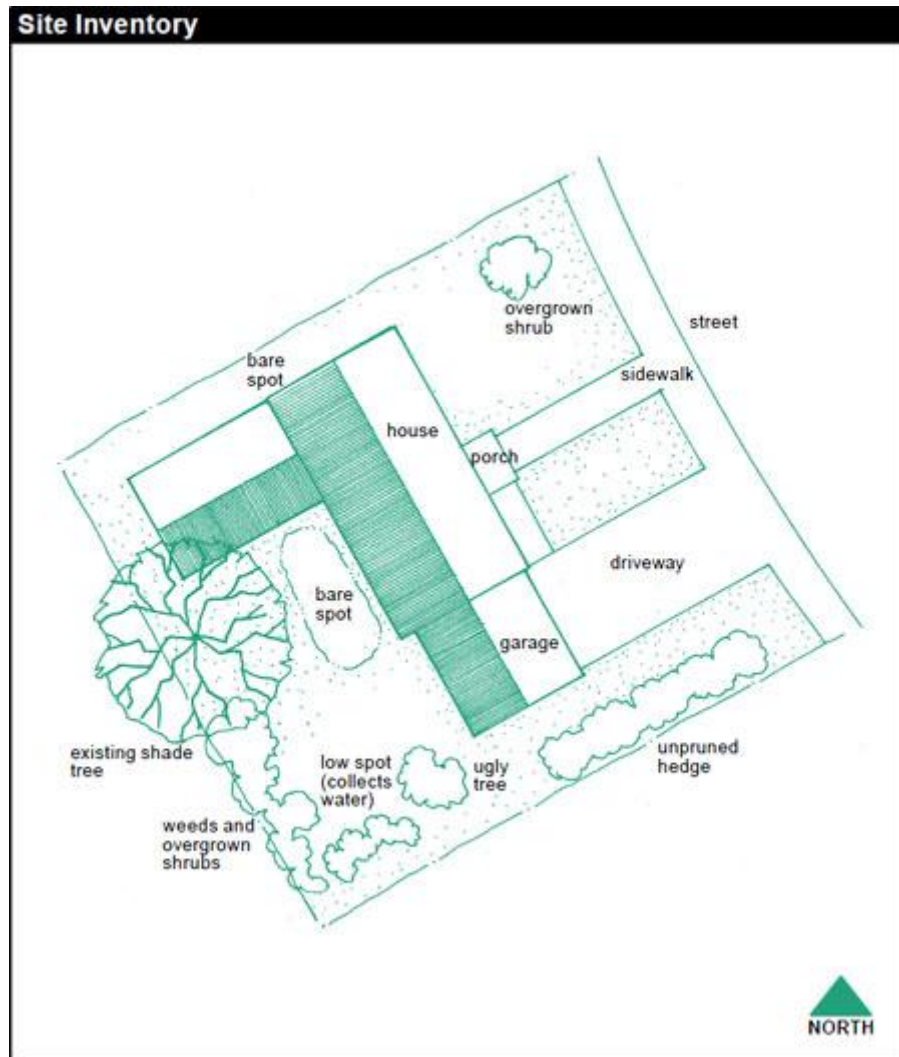 Site Inventory
overgrown
shrub
street
bare
spot
sidewalk
house
porch
driveway
bare
spot
garage
existing shade
tree
low spot
(collects
water)
ugly
tree
unpruned
hedge
weeds and
overgrown
shrubs
NORTH